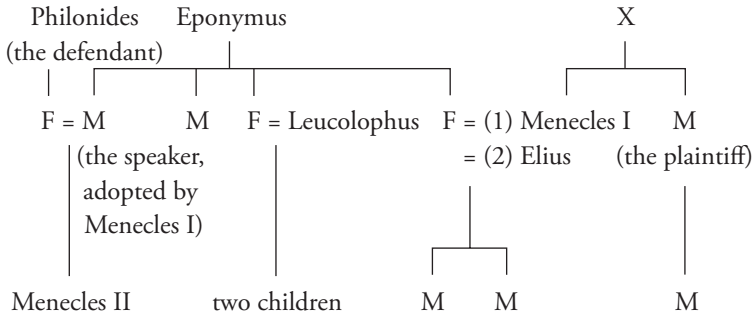 Philonides Eponymus X
(the defendant)
F = M M F = Leucolophus F = (1) Menecles I M
(the speaker, = (2) Elius (the plaintiff)
adopted by
Menecles I)
Menecles II two children M M M